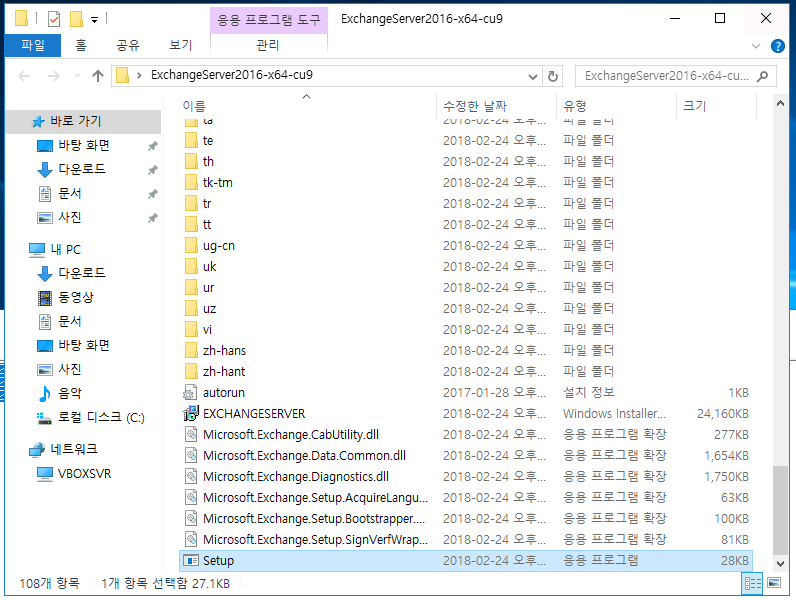 응용 프로그램 도구 ExchangeServer2016-x64-cu9
파일 홈 공유 보기 관리
ExchangeServer2016-x64-cu9 ExchangeServer2016-x64-cu...
이름 수정한 날짜 유형 크기
바로 가기
바탕 화면
다운로드
문서
사진
내 PC
다운로드
동영상
문서
바탕 화면
사진
음악
로컬 디스크 (C:)
네트워크
VBOXSVR
ta 2018-02-24 오후... 파일 폴더
te 2018-02-24 오후... 파일 폴더
th 2018-02-24 오후... 파일 폴더
tk-tm 2018-02-24 오후... 파일 폴더
tr 2018-02-24 오후... 파일 폴더
tt 2018-02-24 오후... 파일 폴더
ug-cn 2018-02-24 오후... 파일 폴더
uk 2018-02-24 오후... 파일 폴더
ur 2018-02-24 오후... 파일 폴더
uz 2018-02-24 오후... 파일 폴더
vi 2018-02-24 오후... 파일 폴더
zh-hans 2018-02-24 오후... 파일 폴더
zh-hant 2018-02-24 오후... 파일 폴더
autorun 2017-01-28 오후... 설치 정보 1KB
EXCHANGESERVER 2018-02-24 오후... Windows Installer... 24,160KB
Microsoft.Exchange.CabUtility.dll 2018-02-24 오후... 응용 프로그램 확장 277KB
Microsoft.Exchange.Data.Common.dll 2018-02-24 오후... 응용 프로그램 확장 1,654KB
Microsoft.Exchange.Diagnostics.dll 2018-02-24 오후... 응용 프로그램 확장 1,750KB
Microsoft.Exchange.Setup.AcquireLangu... 2018-02-24 오후... 응용 프로그램 확장 63KB
Microsoft.Exchange.Setup.Bootstrapper.... 2018-02-24 오후... 응용 프로그램 확장 100KB
Microsoft.Exchange.Setup.SignVerfWrap... 2018-02-24 오후... 응용 프로그램 확장 81KB
Setup 2018-02-24 오후... 응용 프로그램 28KB
108개 항목 1개 항목 선택함 27.1KB